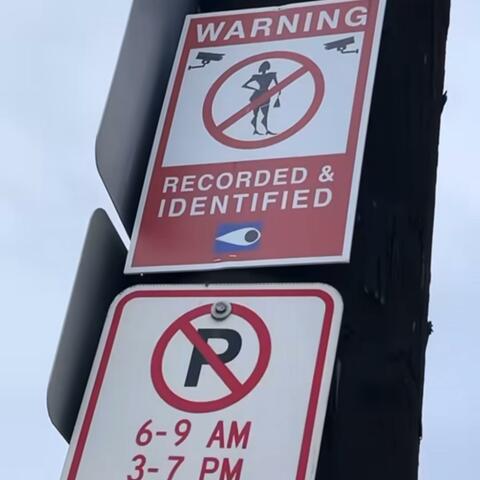 WARNING
RECORDED &
IDENTIFIED
P
6-9 AM
3-7 PM